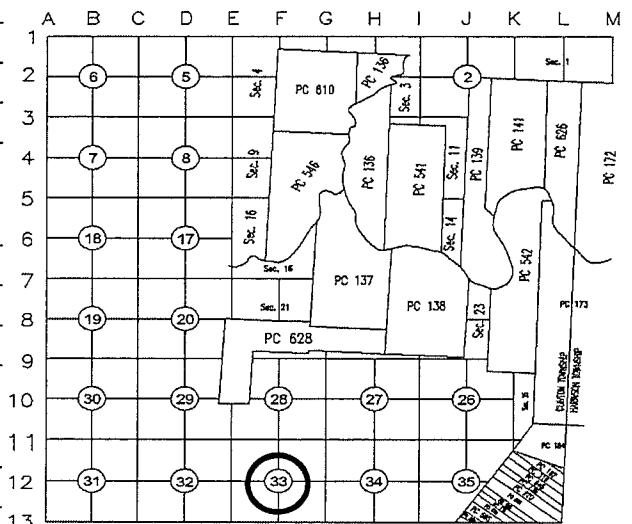 A B C D E F G H I J K L M
1
2 6 5 Sec. 4 PC 610 PC 136 Sec. 3 2 Sec. 1
3
4 7 8 Sec. 9 PC 546 PC 136 PC 541 Sec. 11 PC 139 PC 141 PC 626 PC 172
5
6 18 17 Sec. 16 Sec. 14
Sec. 16
7 PC 137 PC 138 PC 542 PC 173
Sec. 21
8 19 20 Sec. 23
PC 628
9
CLINTON TOWNSHIP
HARRISON TOWNSHIP
10 30 29 28 27 26
11
PC 184
12 31 32 33 34 35
13